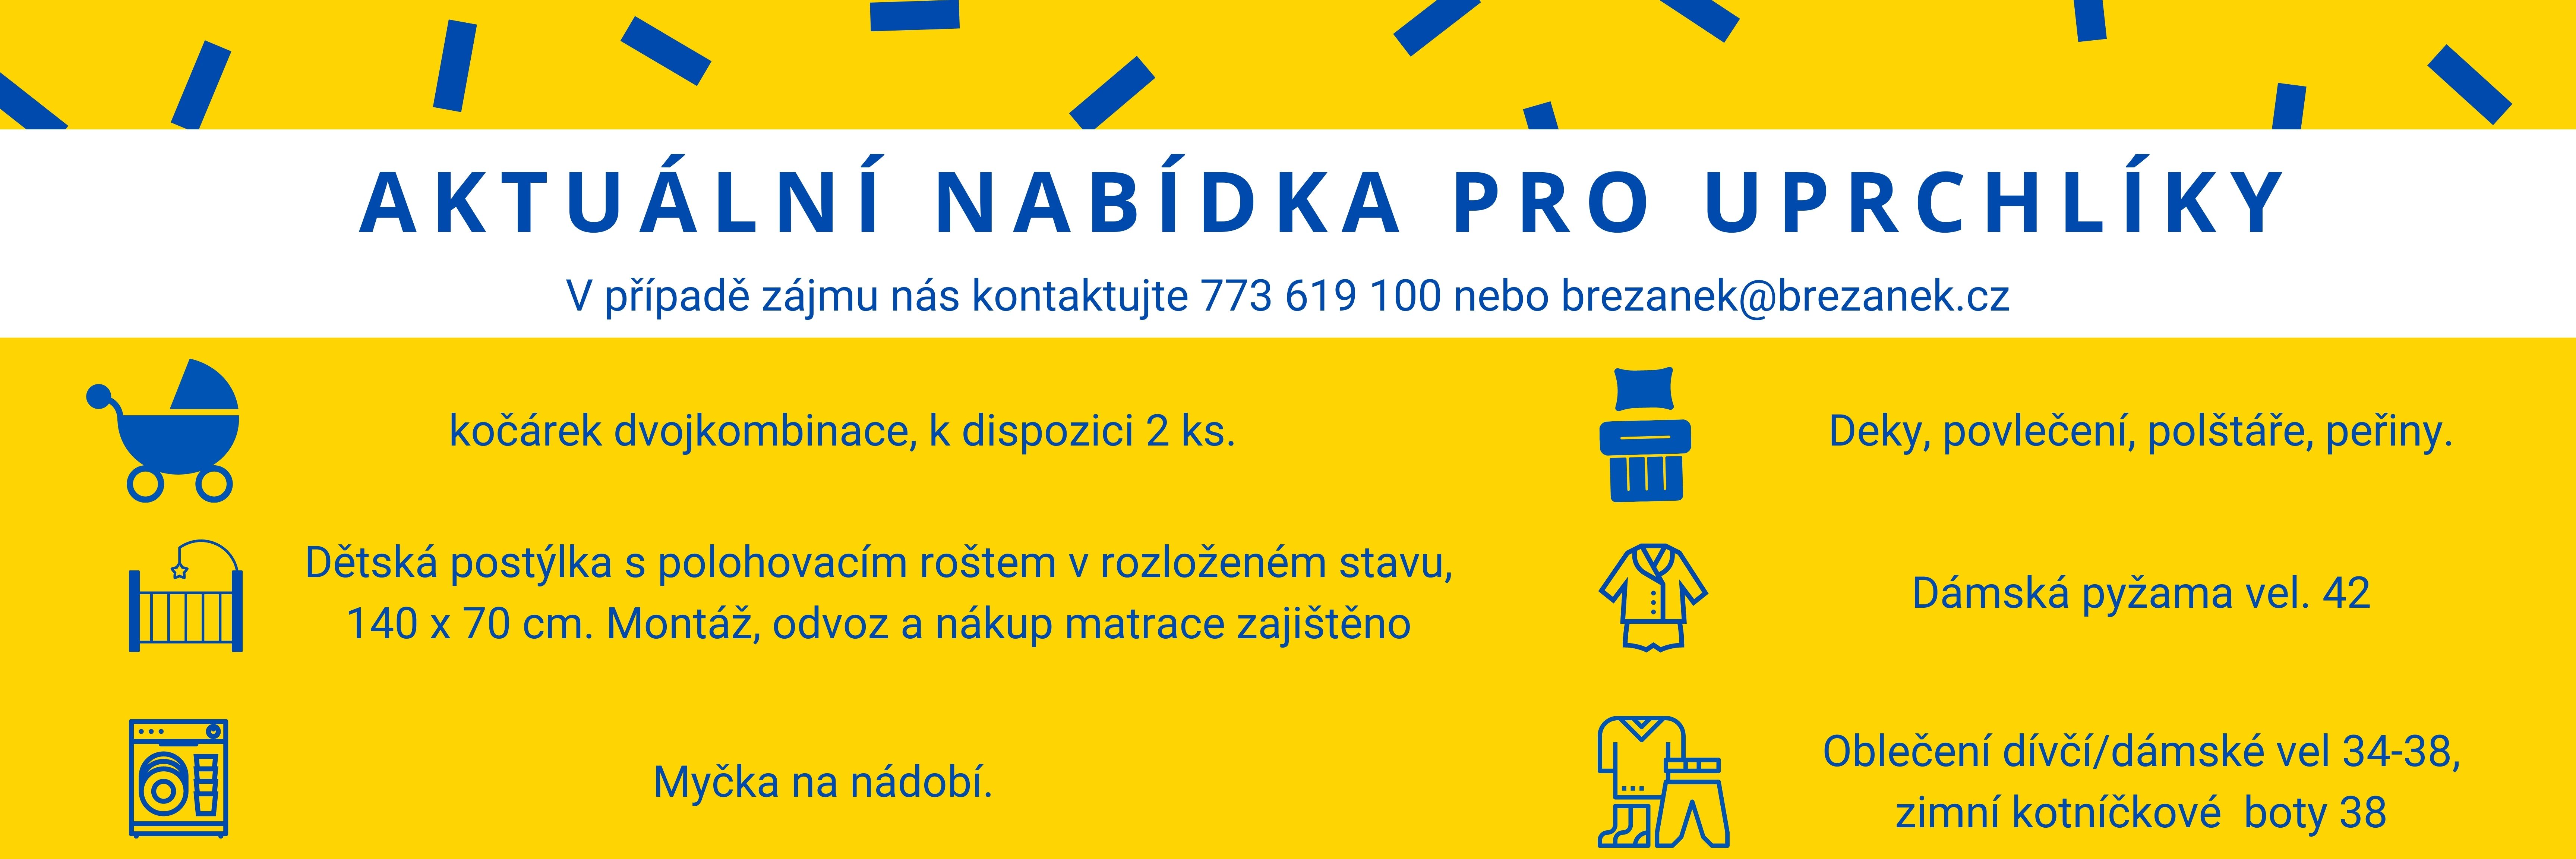 AKTUÁLNÍ NABÍDKA PRO UPRCHLÍKY
V případě zájmu nás kontaktujte 773 619 100 nebo brezanek@brezanek.cz
kočárek dvojkombinace, k dispozici 2 ks.
Dětská postýlka s polohovacím roštem v rozloženém stavu,
140 x 70 cm. Montáž, odvoz a nákup matrace zajištěno
Myčka na nádobí.
Deky, povlečení, polštáře, peřiny.
Dámská pyžama vel. 42
Oblečení dívčí/dámské vel 34-38,
zimní kotníčkové  boty 38